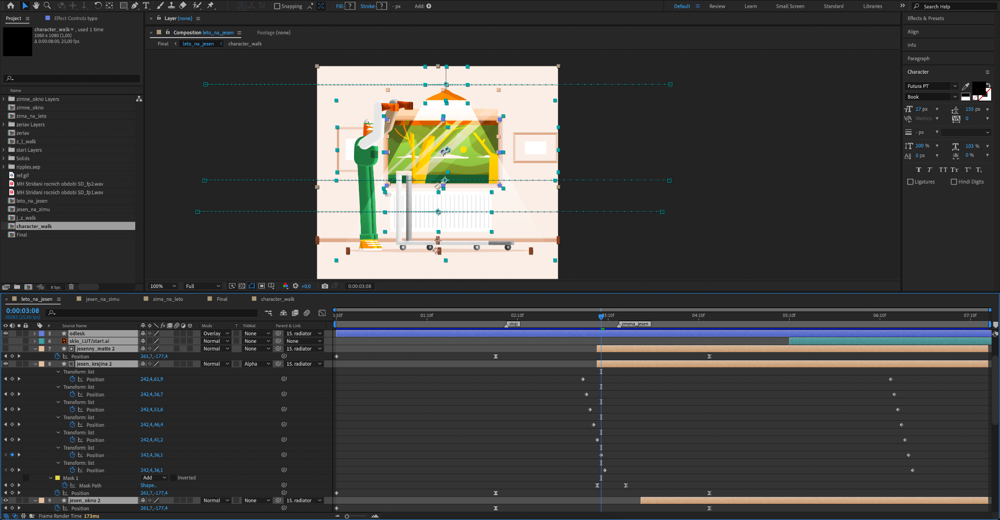 Snapping
Fill: ?
Stroke: ?
- px
Add:
Default
Review
Learn
Small Screen
Standard
Libraries
Search Help
Project
Effect Controls typo
character_walk , used 1 time
1080 x 1080 (1,00)
Δ 0:00:08:00, 25,00 fps
Name
zimne_okno Layers
zimne_okno
zima_na_leto
zeriav Layers
zeriav
z_l_walk
start Layers
Solids
ripples.aep
ref.gif
MH Stridani rocnich obdobi SD_fp2.wav
MH Stridani rocnich obdobi SD_fp1.wav
leto_na_jesen
jesen_na_zimu
j_z_walk
character_walk
Final
8 bpc
Layer (none)
Composition leto_na_jesen
Footage (none)
Final
leto_na_jesen
character_walk
100%
Full
+0,0
0:00:03:08
Effects & Presets
Align
Info
Paragraph
Character
Futura PT
Book
17 px
155 px
Metrics
0
- px
100 %
103 %
0 px
0 %
Ligatures
Hindi Digits
leto_na_jesen
jesen_na_zimu
zima_na_leto
Final
character_walk
0:00:03:08
00083 (25.00 fps)
#
Source Name
Mode
T
TrkMat
Parent & Link
0:10f
01:10f
02:10f
03:10f
04:10f
05:10f
06:10f
07:10f
stoji
zmena_jesen
5 odlesk Overlay None 15. radiator
6 sklo_LUT/start.ai Normal None None
7 jesenny_matte 2 Normal None 15. radiator
Position 261,7,-177,4
8 jesen_krajina 2 Normal Alpha 15. radiator
Transform: list
Position 242,4,61,9
Transform: list
Position 242,4,56,7
Transform: list
Position 242,4,51,6
Transform: list
Position 242,4,46,4
Transform: list
Position 242,4,41,2
Transform: list
Position 242,4,36,1
Transform: list
Position 242,4,36,1
Mask 1 Add Inverted
Mask Path Shape...
Position 261,7,-177,4
9 jesen_okno 2 Normal None 15. radiator
Position 261,7,-177,4
Frame Render Time 173ms